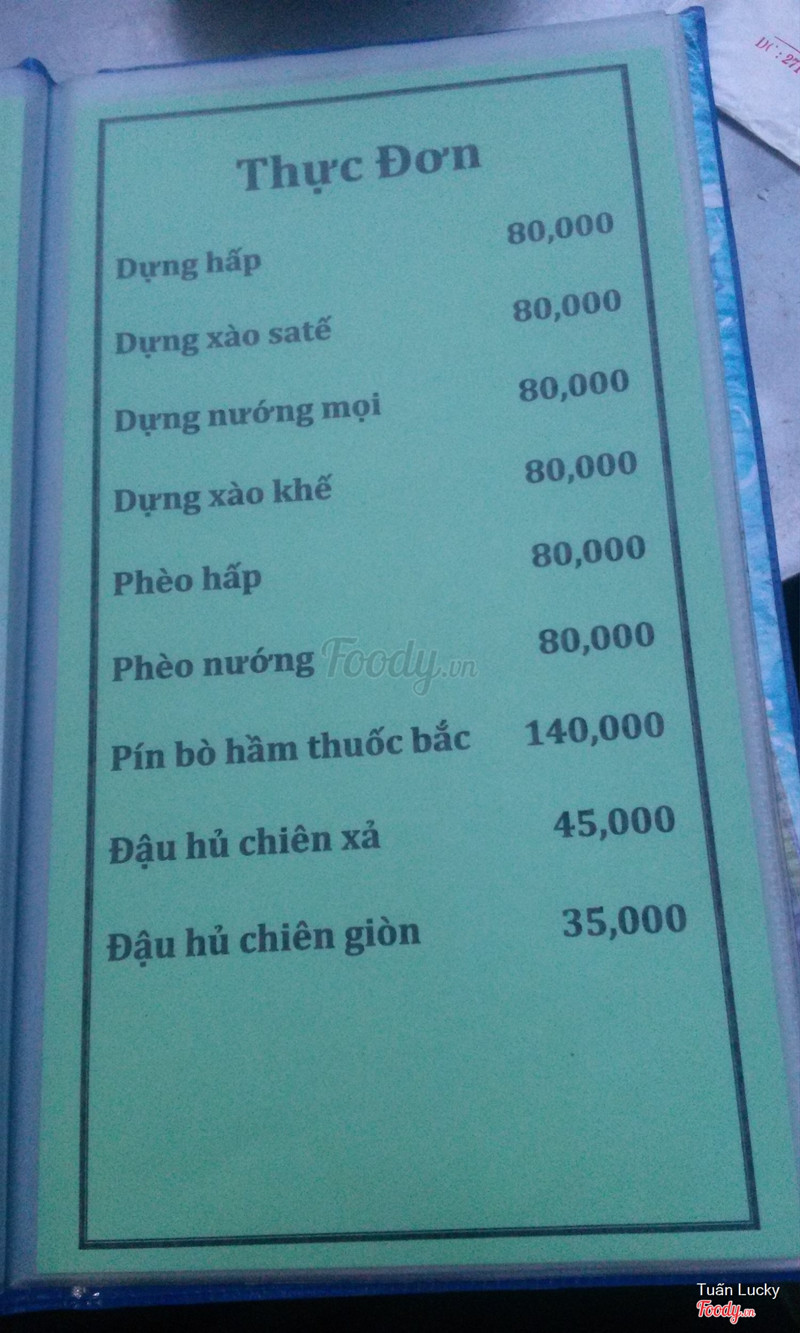 Thực Đơn
Dựng hấp 80,000
Dựng xào satế 80,000
Dựng nướng mọi 80,000
Dựng xào khế 80,000
Phèo hấp 80,000
Phèo nướng 80,000
Foody.vn
Pín bò hầm thuốc bắc 140,000
Đậu hủ chiên xả 45,000
Đậu hủ chiên giòn 35,000
ĐC: 271
Tuấn Lucky
Foody.vn